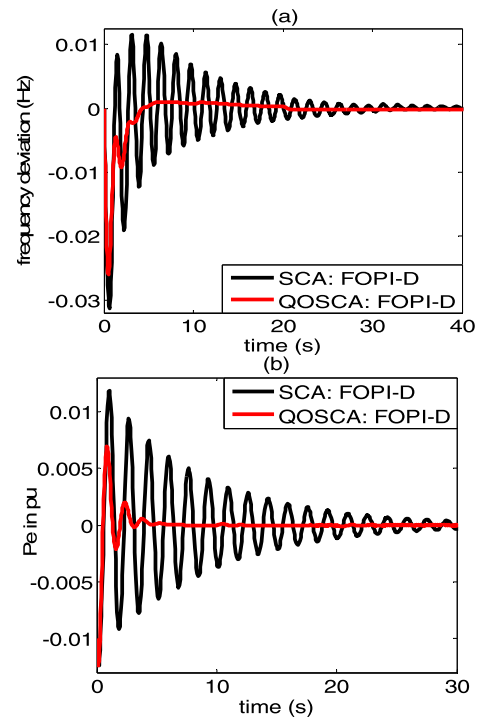 (a)
0.01
0
-0.01
-0.02
-0.03
frequency deviation (Hz)
SCA: FOPI-D
QOSCA: FOPI-D
0 10 20 30 40
time (s)
(b)
SCA: FOPI-D
QOSCA: FOPI-D
0.01
0.005
0
-0.005
-0.01
Pe in pu
0 10 20 30
time (s)